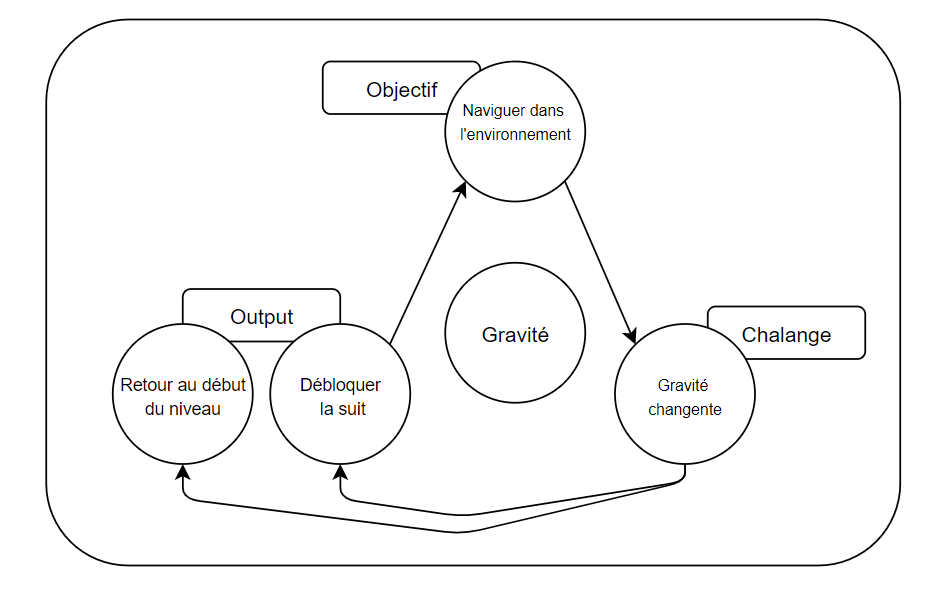 Objectif
Naviguer dans
l'environnement
Output
Gravité
Chalange
Retour au début
du niveau
Débloquer
la suit
Gravité
changente